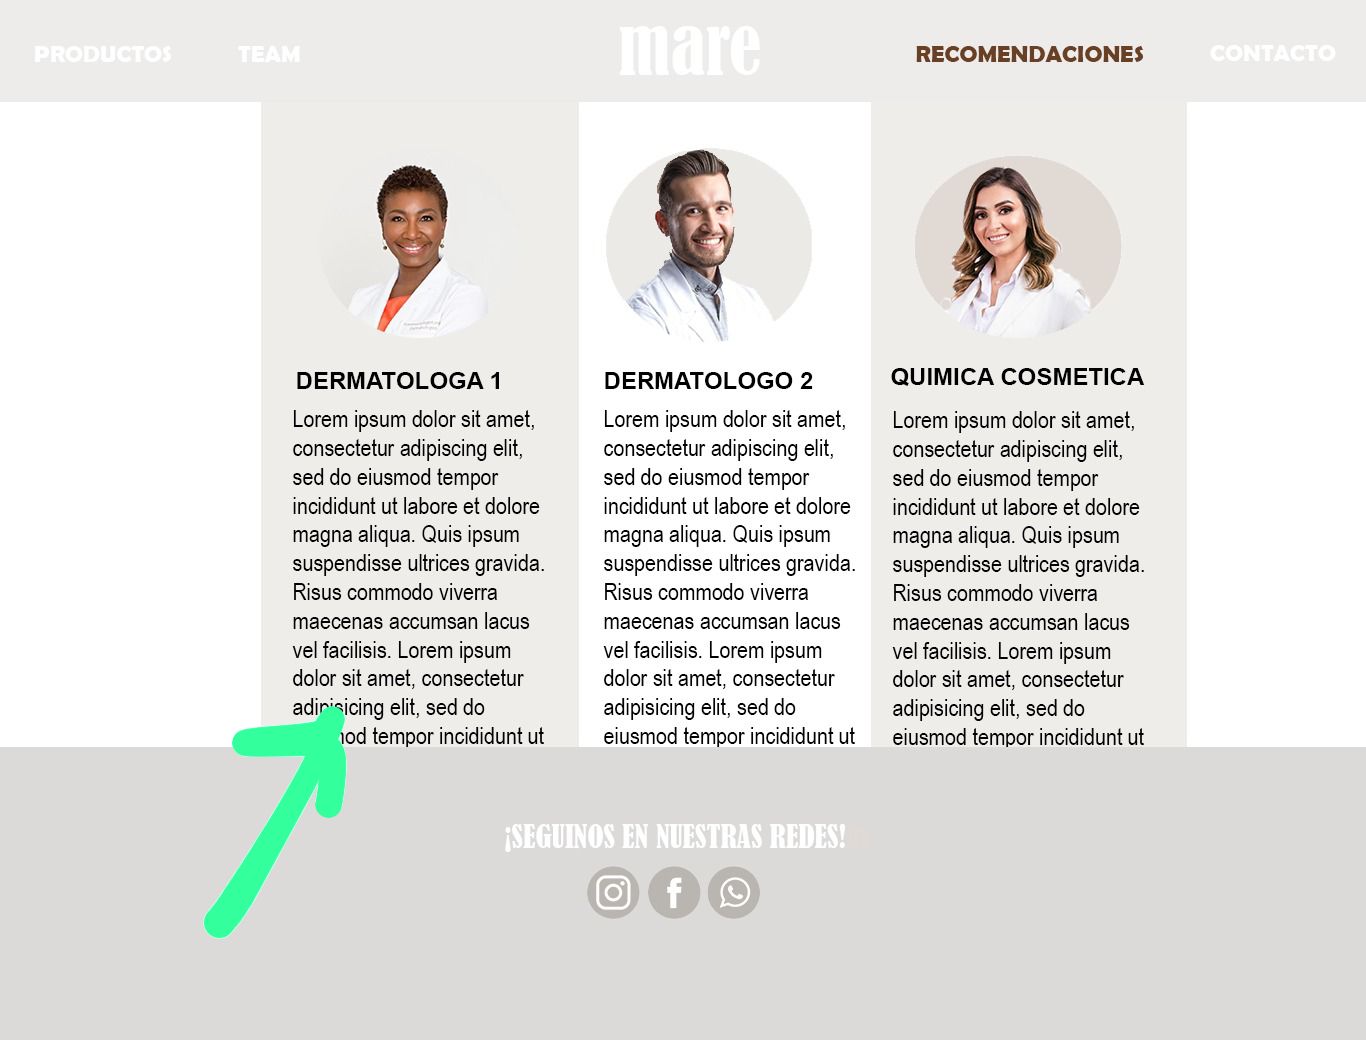 PRODUCTOS
TEAM
mare
RECOMENDACIONES
CONTACTO
DERMATOLOGA 1
Lorem ipsum dolor sit amet,
consectetur adipiscing elit,
sed do eiusmod tempor
incididunt ut labore et dolore
magna aliqua. Quis ipsum
suspendisse ultrices gravida.
Risus commodo viverra
maecenas accumsan lacus
vel facilisis. Lorem ipsum
dolor sit amet, consectetur
adipisicing elit, sed do
tempor incididunt ut
DERMATOLOGO 2
Lorem ipsum dolor sit amet,
consectetur adipiscing elit,
sed do eiusmod tempor
incididunt ut labore et dolore
magna aliqua. Quis ipsum
suspendisse ultrices gravida.
Risus commodo viverra
maecenas accumsan lacus
vel facilisis. Lorem ipsum
dolor sit amet, consectetur
adipisicing elit, sed do
eiusmod tempor incididunt ut
QUIMICA COSMETICA
Lorem ipsum dolor sit amet,
consectetur adipiscing elit,
sed do eiusmod tempor
incididunt ut labore et dolore
magna aliqua. Quis ipsum
suspendisse ultrices gravida.
Risus commodo viverra
maecenas accumsan lacus
vel facilisis. Lorem ipsum
dolor sit amet, consectetur
adipisicing elit, sed do
eiusmod tempor incididunt ut
¡SEGUINOS EN NUESTRAS REDES!